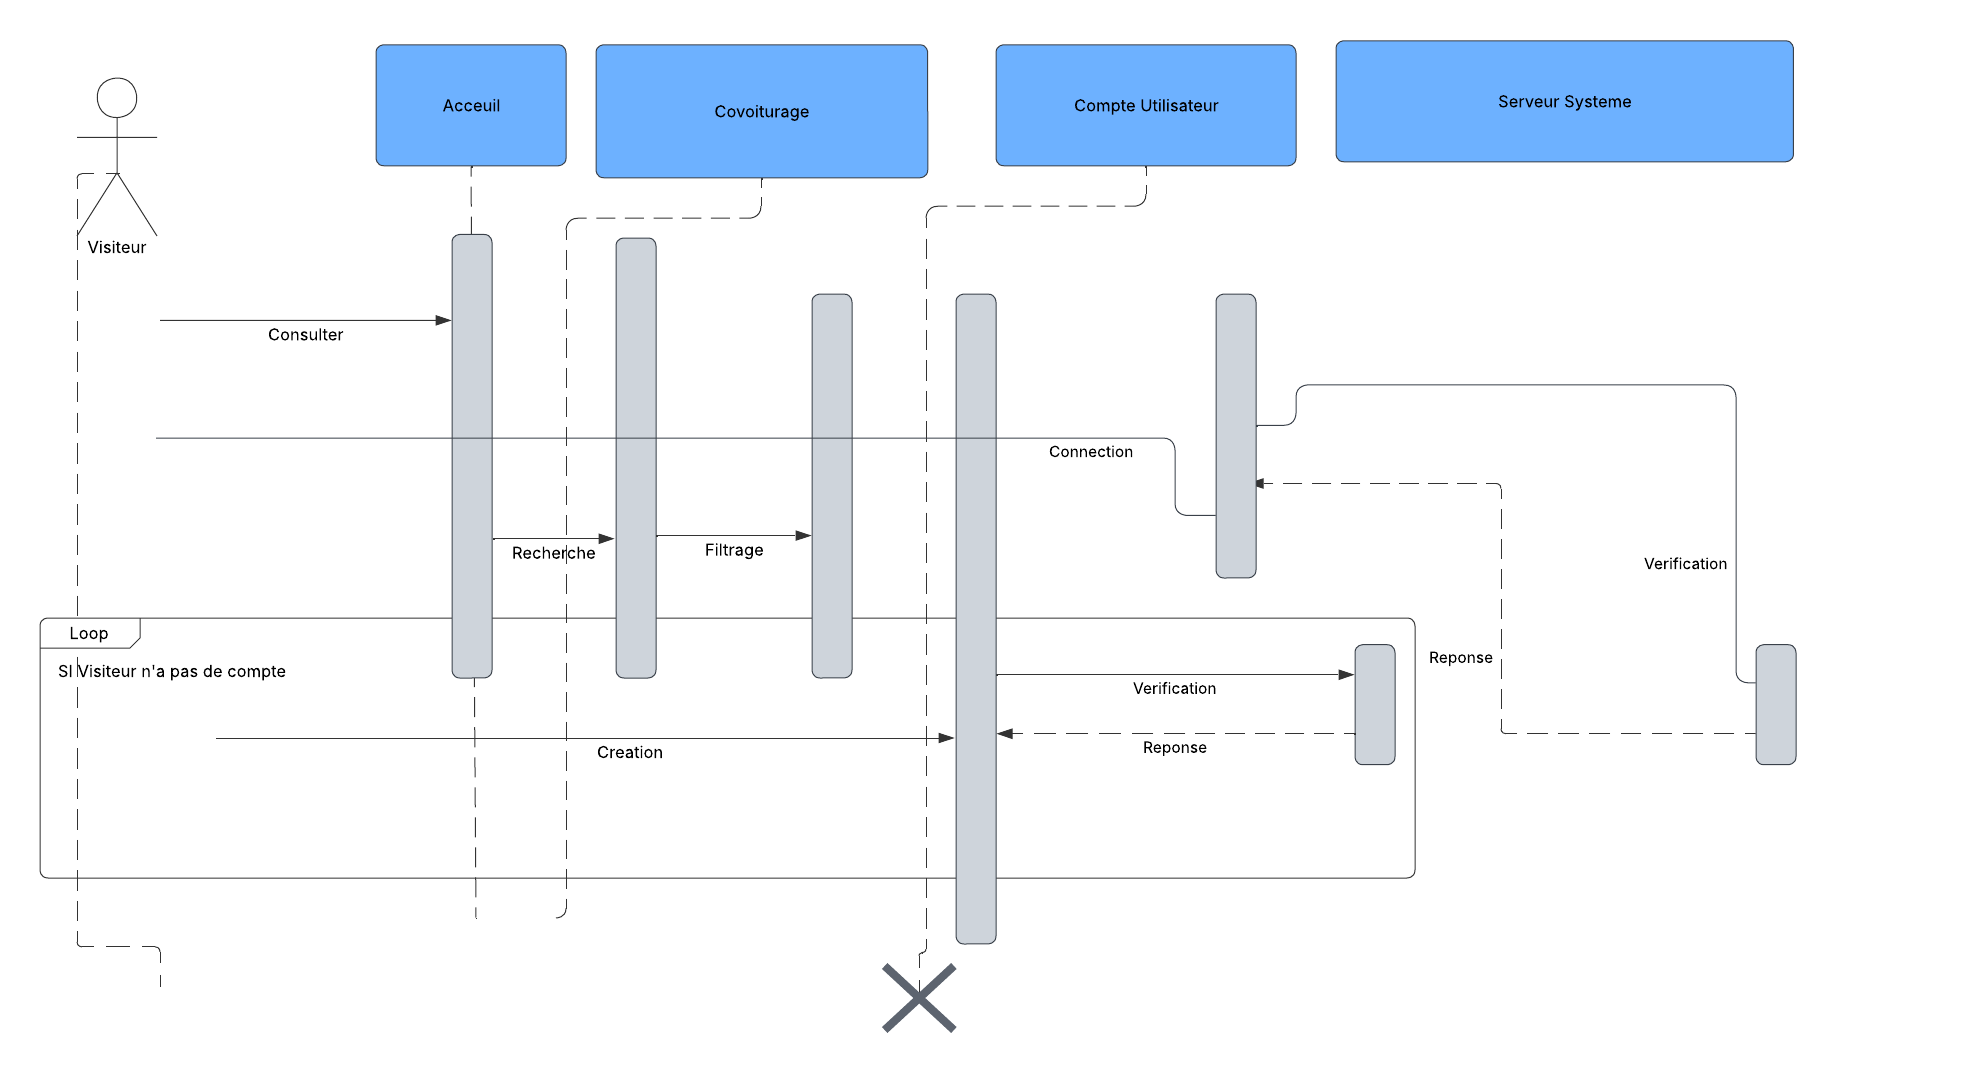 Acceuil
Covoiturage
Compte Utilisateur
Serveur Systeme
Visiteur
Consulter
Connection
Recherche
Filtrage
Verification
Loop
SI Visiteur n'a pas de compte
Reponse
Verification
Creation
Reponse